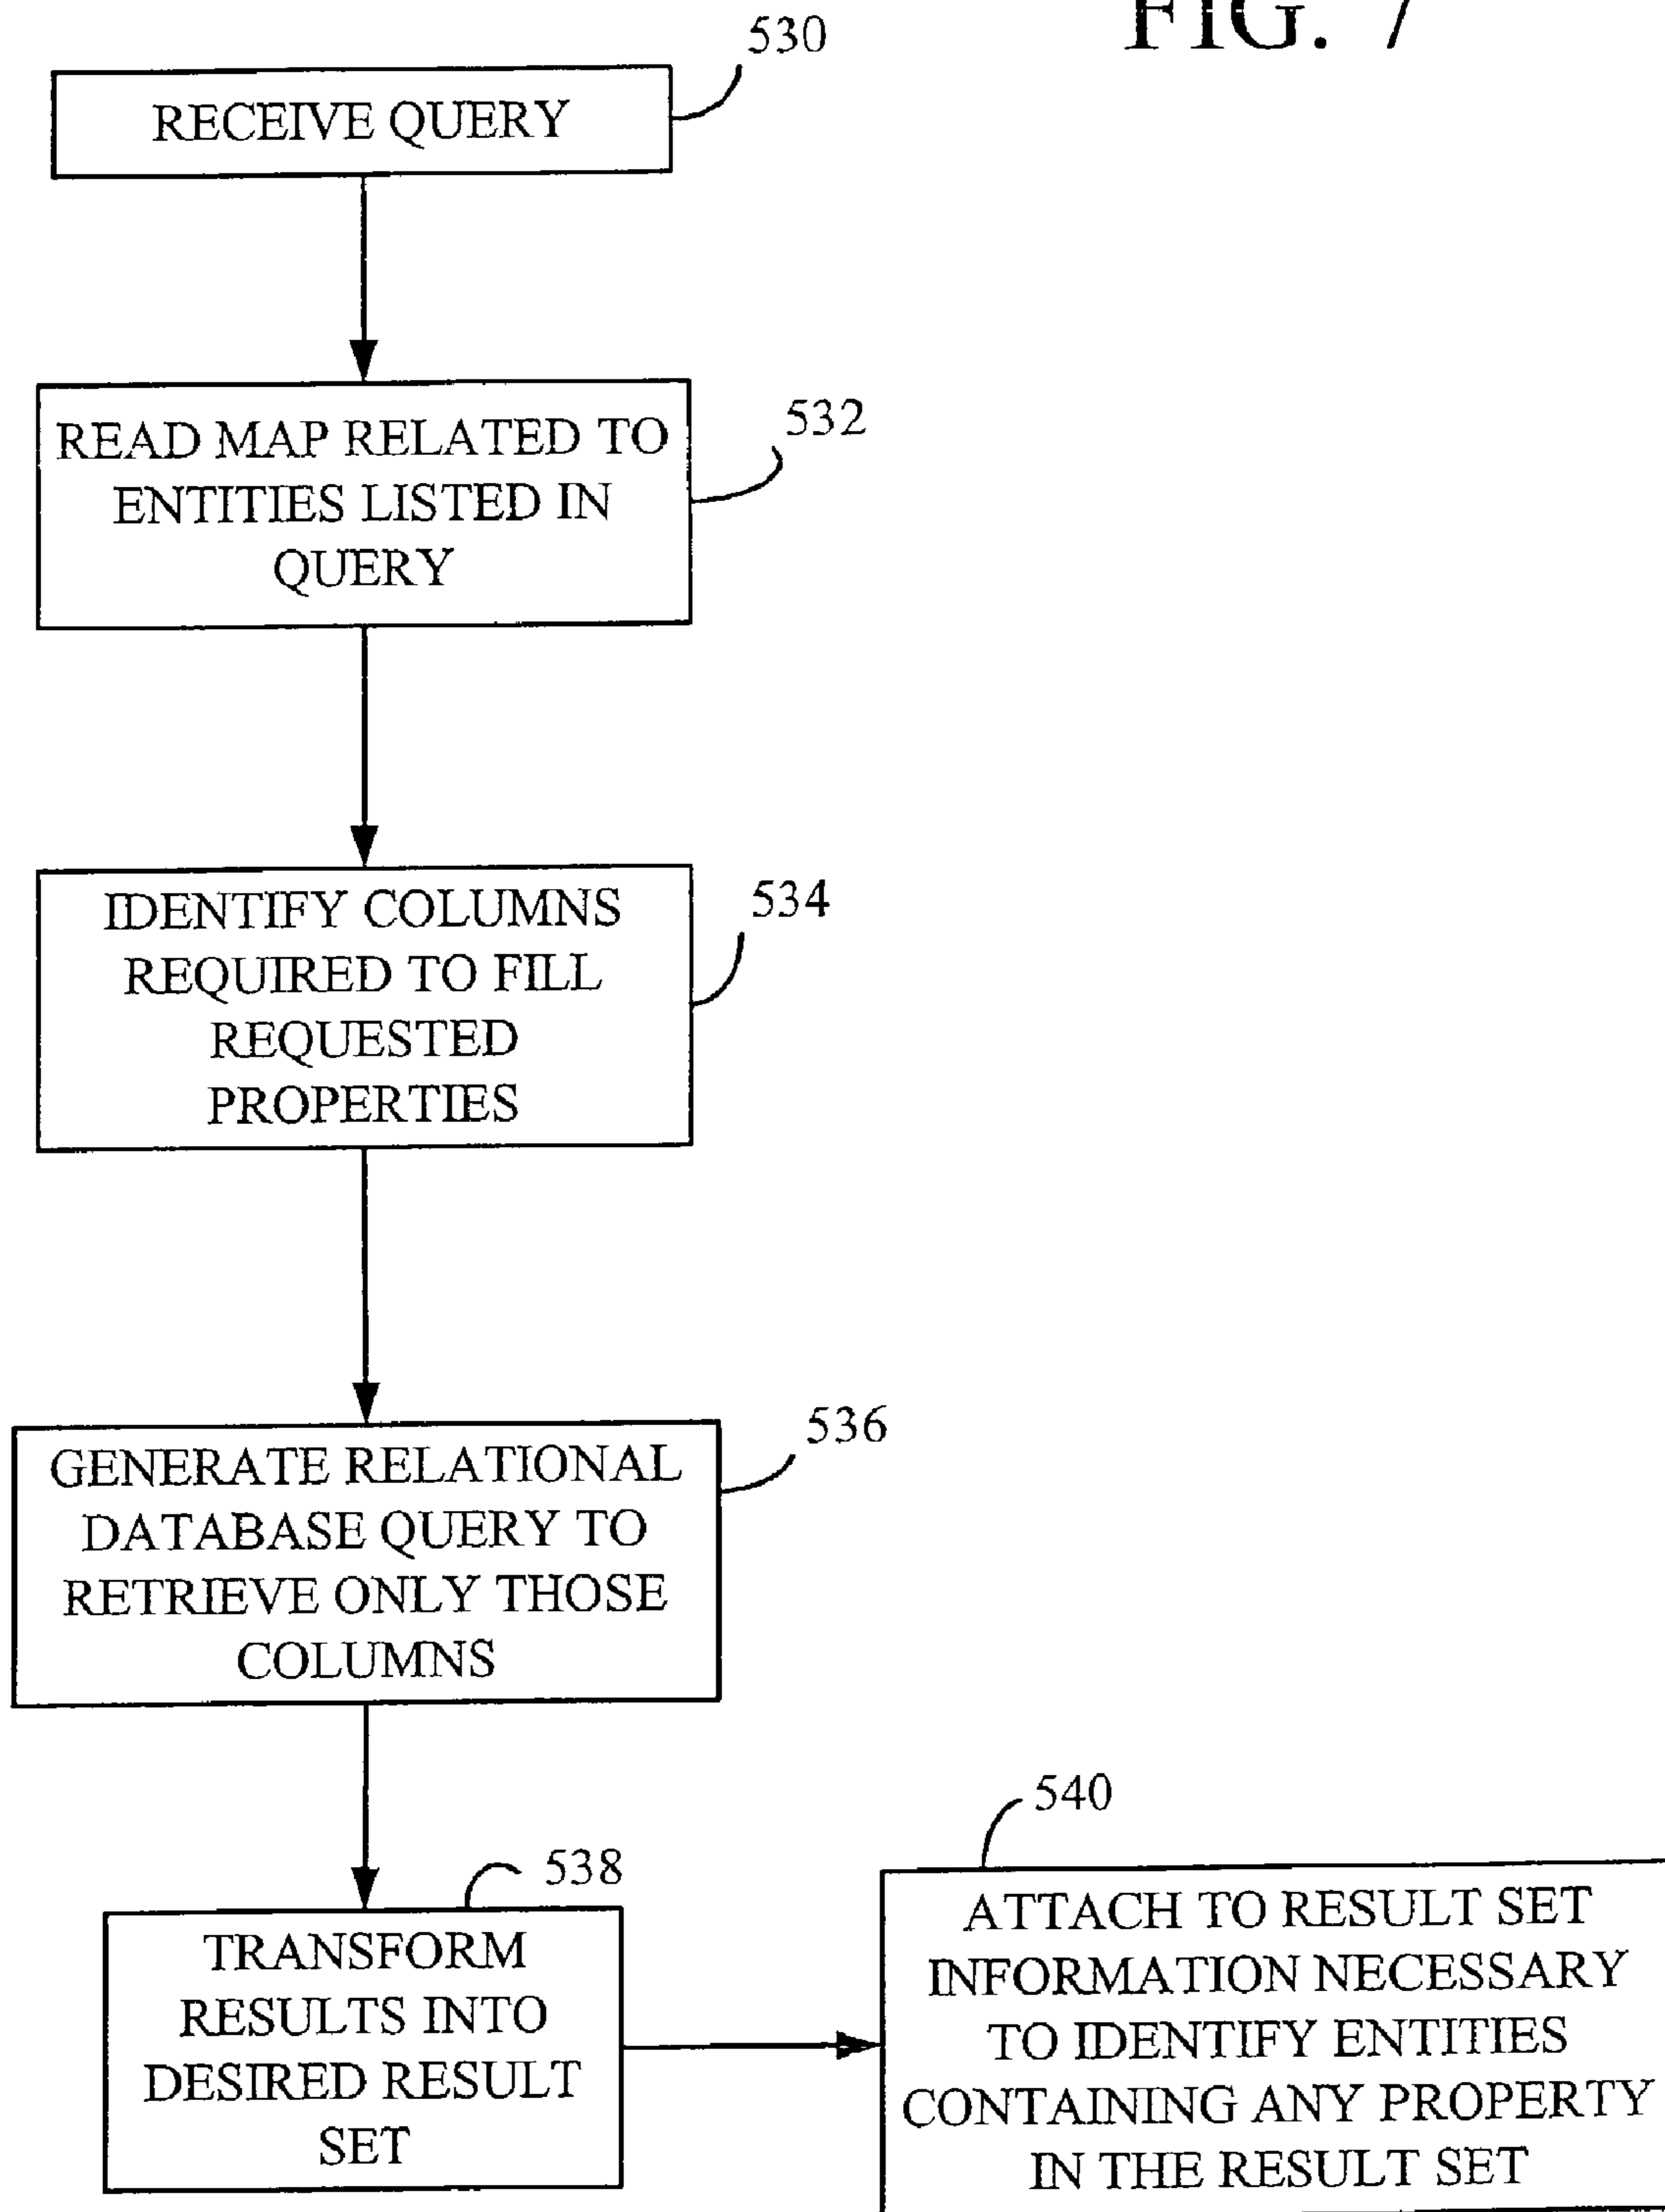 FIG. 7
530
RECEIVE QUERY
532
READ MAP RELATED TO
ENTITIES LISTED IN
QUERY
534
IDENTIFY COLUMNS
REQUIRED TO FILL
REQUESTED
PROPERTIES
536
GENERATE RELATIONAL
DATABASE QUERY TO
RETRIEVE ONLY THOSE
COLUMNS
538
TRANSFORM
RESULTS INTO
DESIRED RESULT
SET
540
ATTACH TO RESULT SET
INFORMATION NECESSARY
TO IDENTIFY ENTITIES
CONTAINING ANY PROPERTY
IN THE RESULT SET